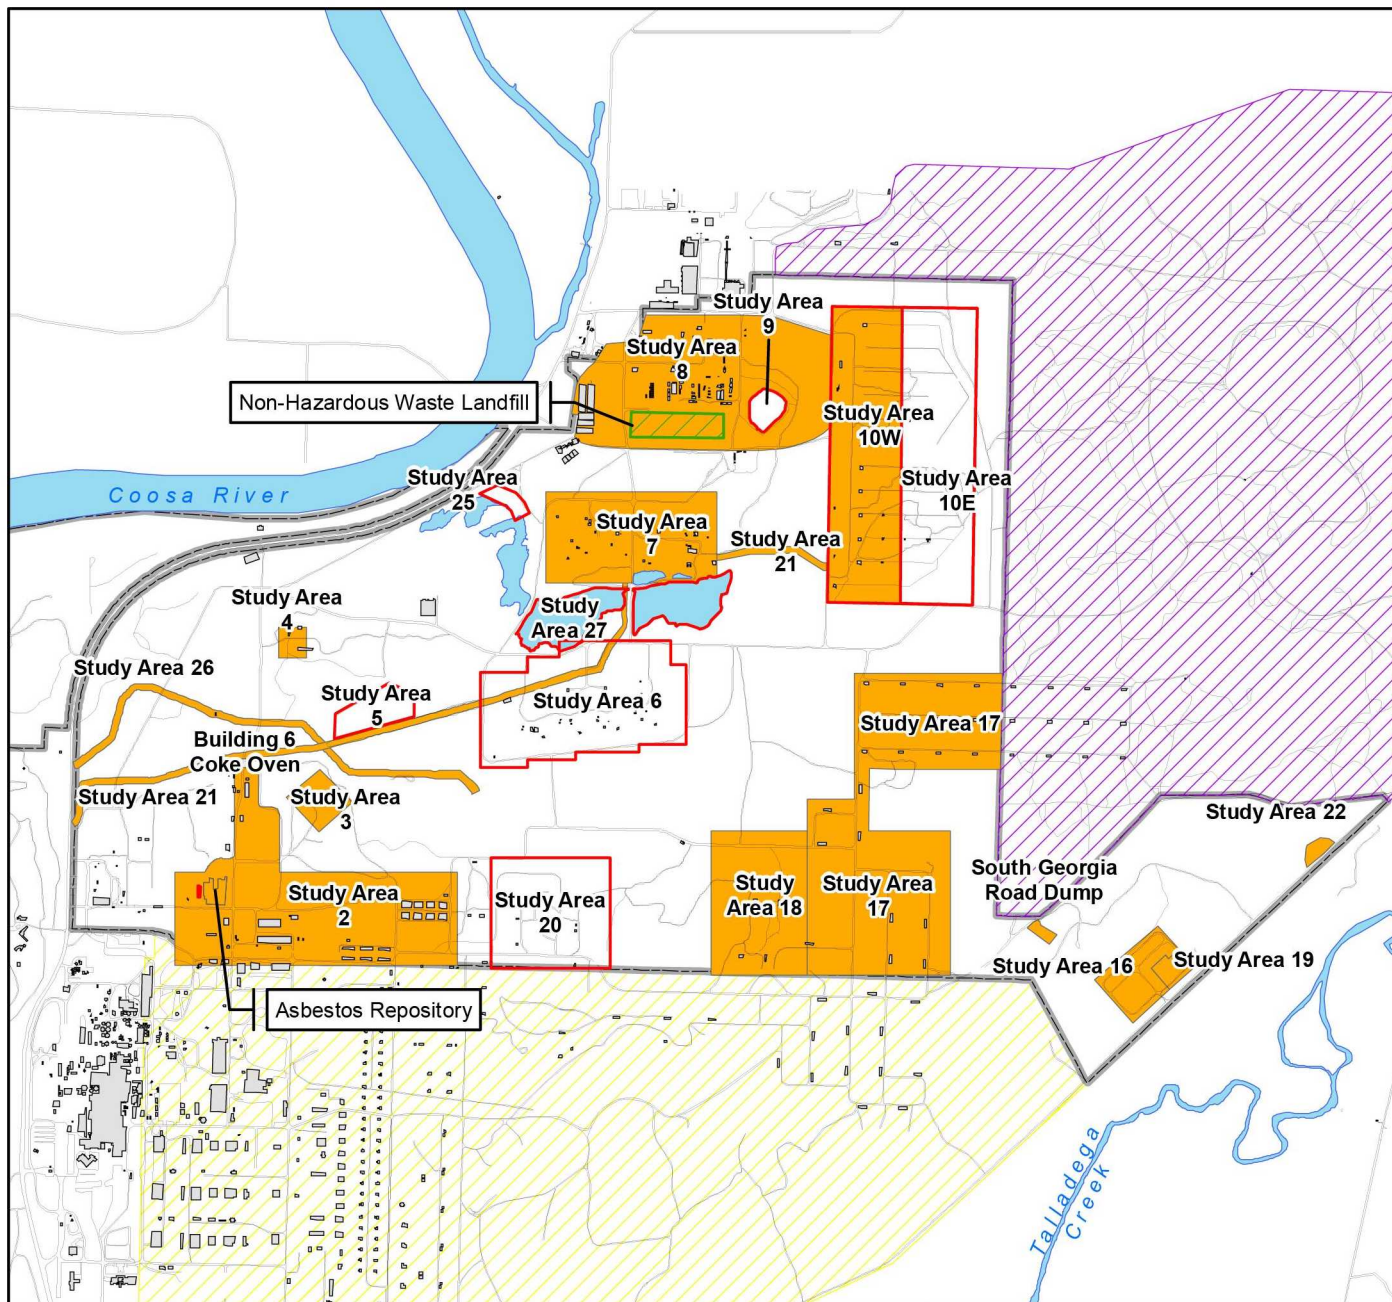 Study Area
9
Study Area
8
Non-Hazardous Waste Landfill
Study Area
10W
Study Area
10E
Study Area
25
Coosa River
Study Area
7
Study Area
21
Study Area
4
Study
Area 27
Study Area 26
Study Area
5
Study Area 6
Study Area 17
Building 6
Coke Oven
Study Area 21
Study Area
3
Study Area 22
South Georgia
Road Dump
Study Area
2
Study Area
20
Study
Area 18
Study Area
17
Study Area 16
Study Area 19
Asbestos Repository
Talladega
Creek